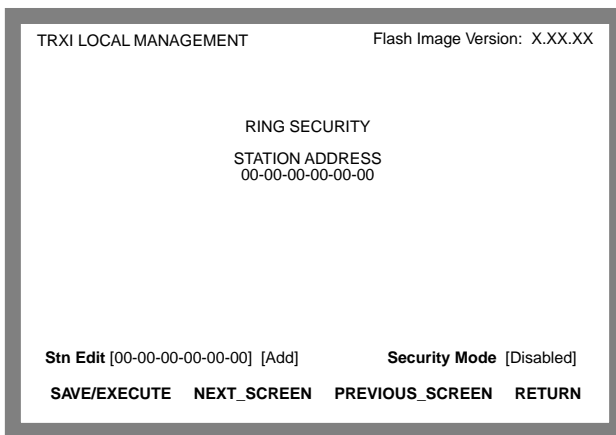 TRXI LOCAL MANAGEMENT Flash Image Version: X.XX.XX
RING SECURITY
STATION ADDRESS
00-00-00-00-00-00
Stn Edit [00-00-00-00-00-00] [Add] Security Mode [Disabled]
SAVE/EXECUTE NEXT_SCREEN PREVIOUS_SCREEN RETURN